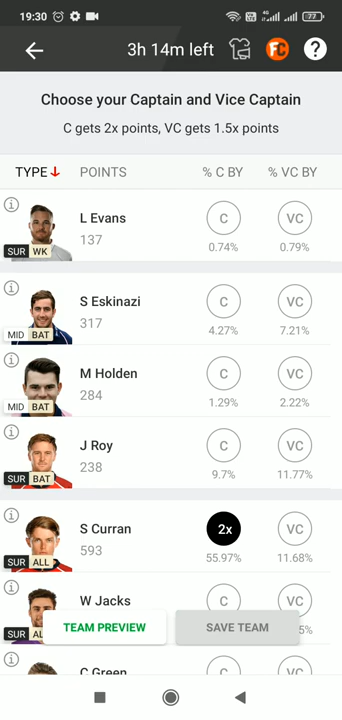 19:30
4G
77
3h 14m left
FC
?
Choose your Captain and Vice Captain
C gets 2x points, VC gets 1.5x points
TYPE POINTS % C BY % VC BY
i
L Evans
137
C
VC
0.74%
0.79%
SUR WK
i
S Eskinazi
317
C
VC
4.27%
7.21%
MID BAT
i
M Holden
284
C
VC
1.29%
2.22%
MID BAT
i
J Roy
238
C
VC
9.7%
11.77%
SUR BAT
i
S Curran
593
2x
VC
55.97%
11.68%
SUR ALL
i
W Jacks
C
VC
SUR
TEAM PREVIEW
SAVE TEAM
i
C Green
C
VC